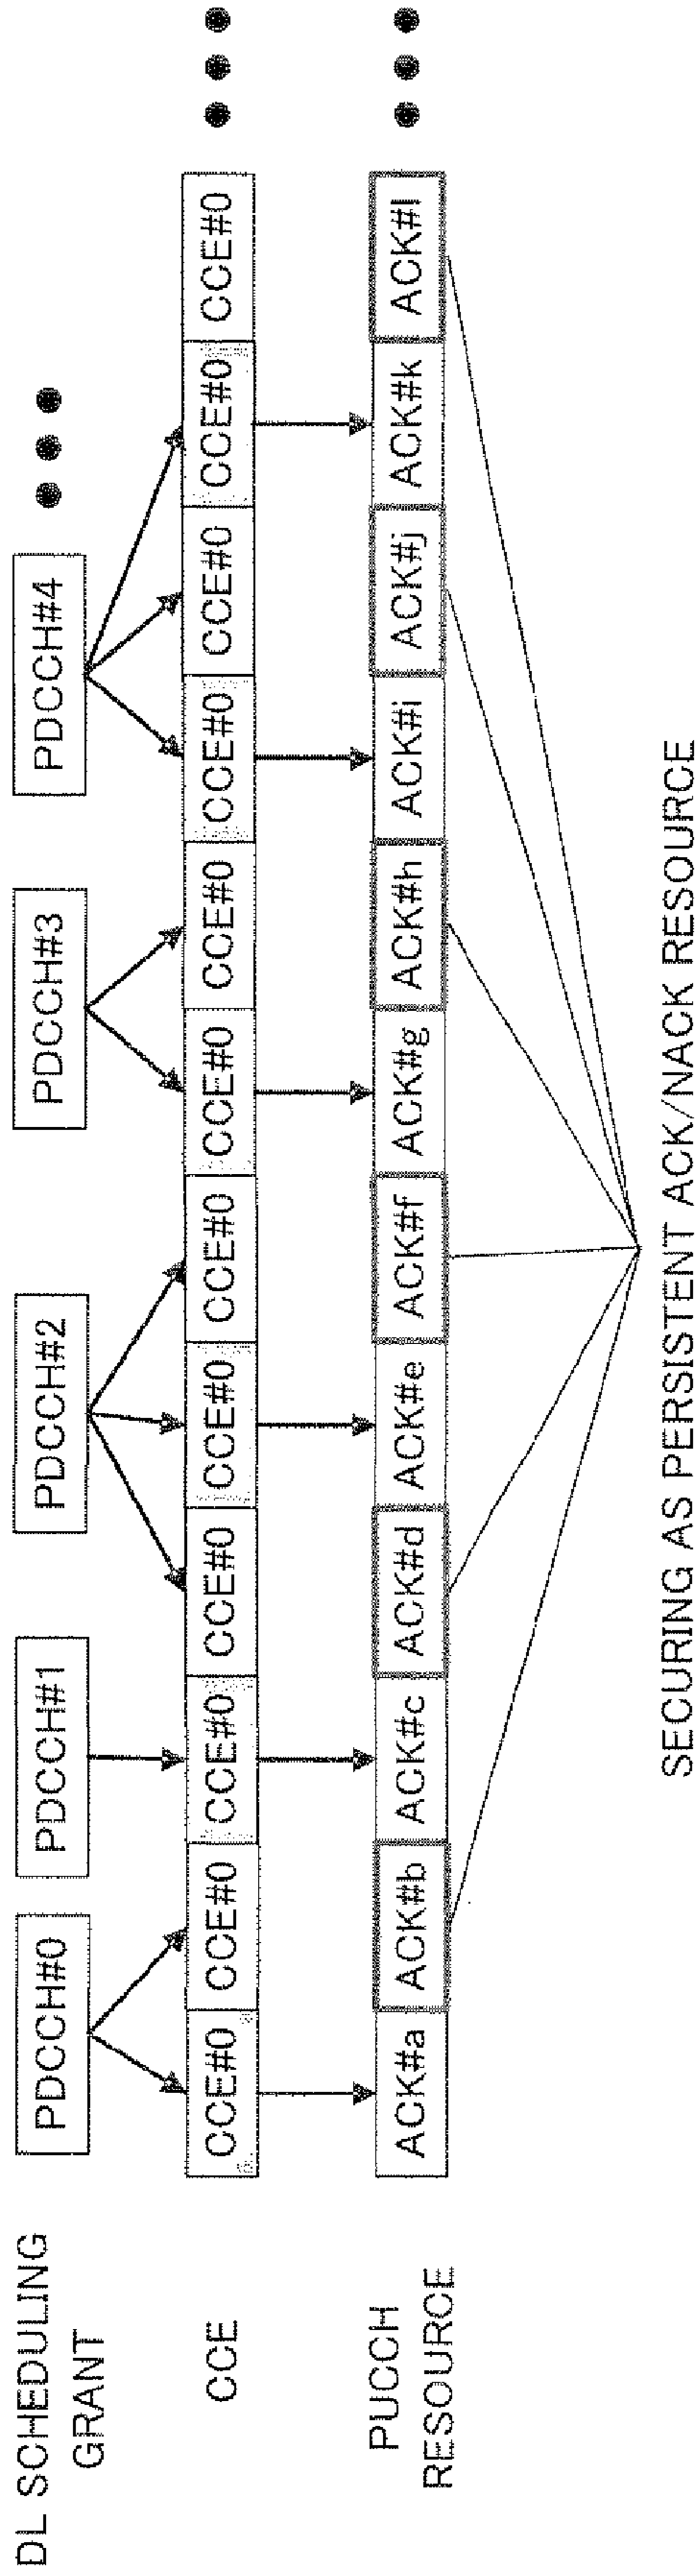 DL SCHEDULING
GRANT
PDCCH#0
PDCCH#1
PDCCH#2
PDCCH#3
PDCCH#4
CCE
CCE#0
CCE#0
CCE#0
CCE#0
CCE#0
CCE#0
CCE#0
CCE#0
CCE#0
CCE#0
CCE#0
CCE#0
PUCCH
RESOURCE
ACK#a
ACK#b
ACK#c
ACK#d
ACK#e
ACK#f
ACK#g
ACK#h
ACK#i
ACK#j
ACK#k
ACK#l
SECURING AS PERSISTENT ACK/NACK RESOURCE